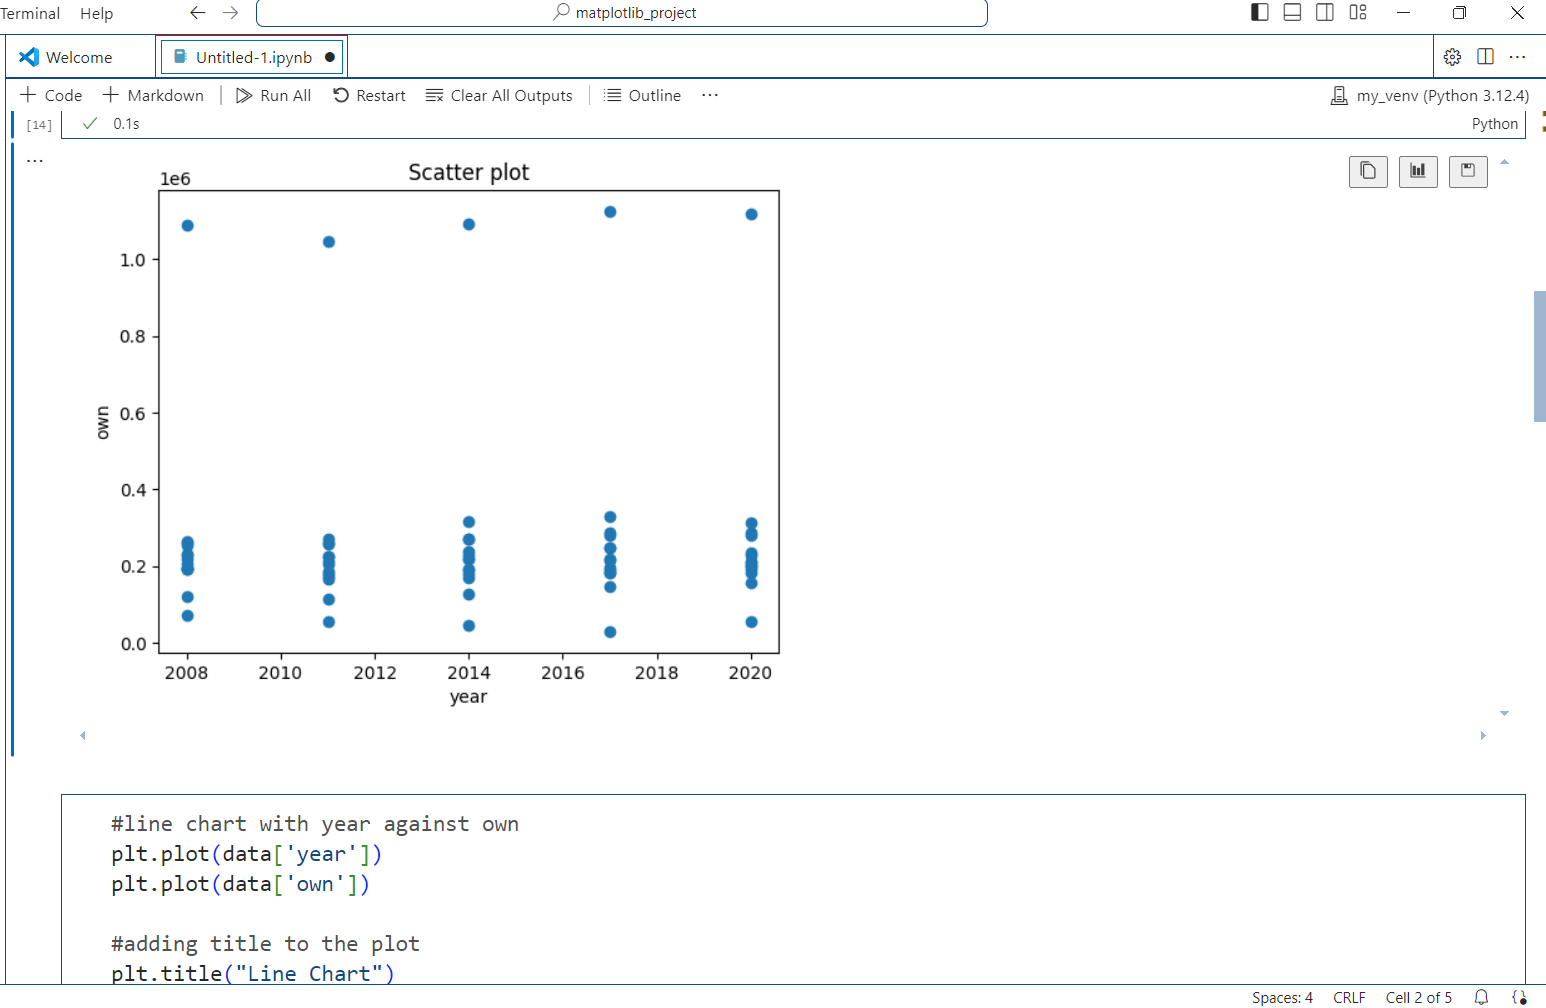 Terminal Help matplotlib_project
Welcome Untitled-1.ipynb
Code Markdown Run All Restart Clear All Outputs Outline ... my_venv (Python 3.12.4)
[14] 0.1s Python
...
Scatter plot
1e6
1.0
0.8
0.6
own
0.4
0.2
0.0
2008 2010 2012 2014 2016 2018 2020
year
#line chart with year against own
plt.plot(data['year'])
plt.plot(data['own'])
#adding title to the plot
plt.title("Line Chart")
Spaces: 4 CRLF Cell 2 of 5